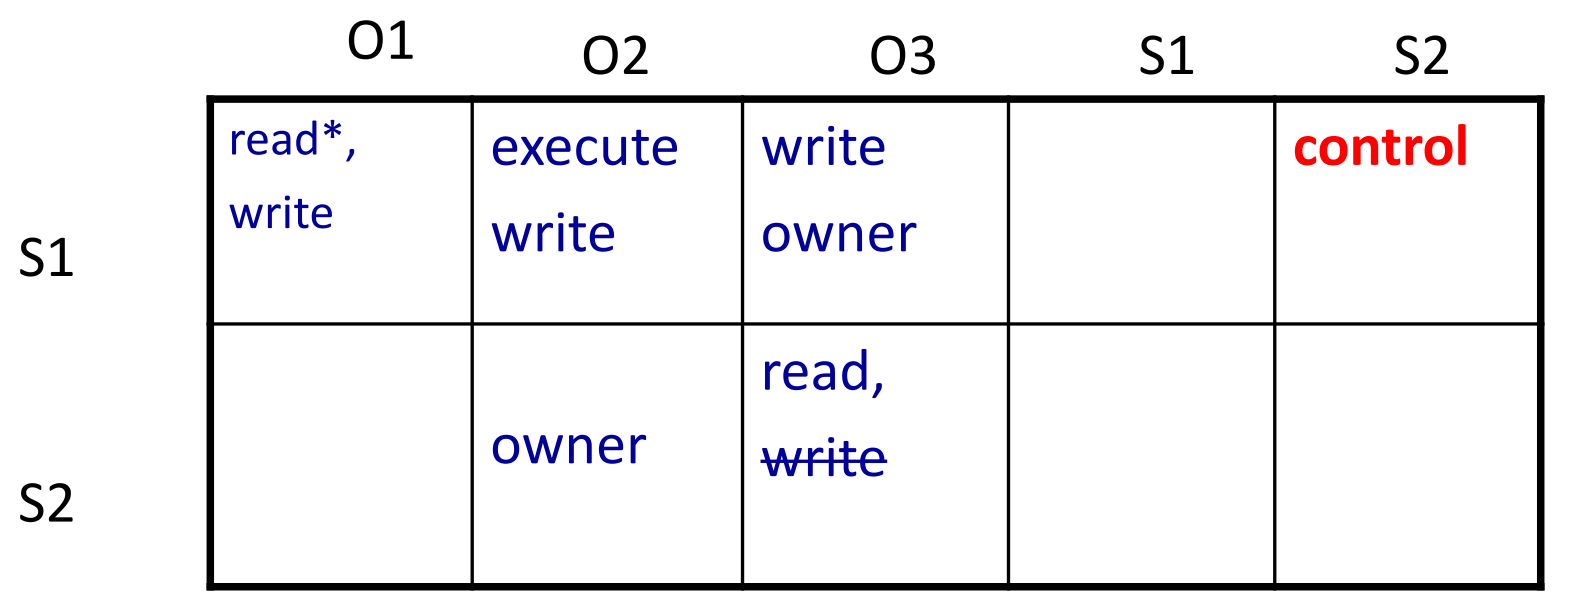 O1 O2 O3 S1 S2
S1
read*,
write
execute
write
write
owner
control
S2
owner
read,
write